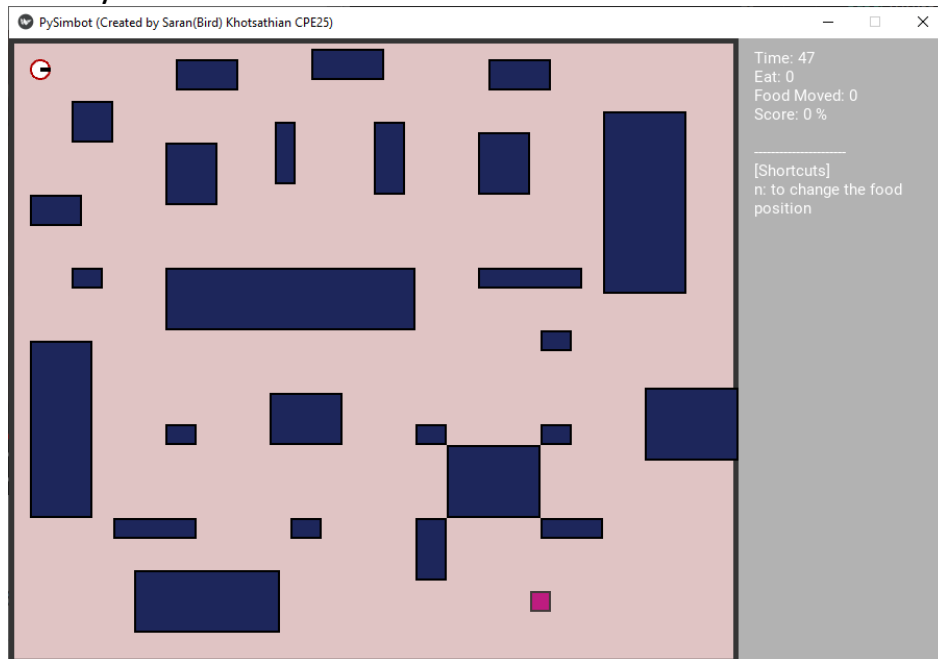 PySimbot (Created by Saran(Bird) Khotsathian CPE25)
Time: 47
Eat: 0
Food Moved: 0
Score: 0 %
----------------------
[Shortcuts]
n: to change the food
position